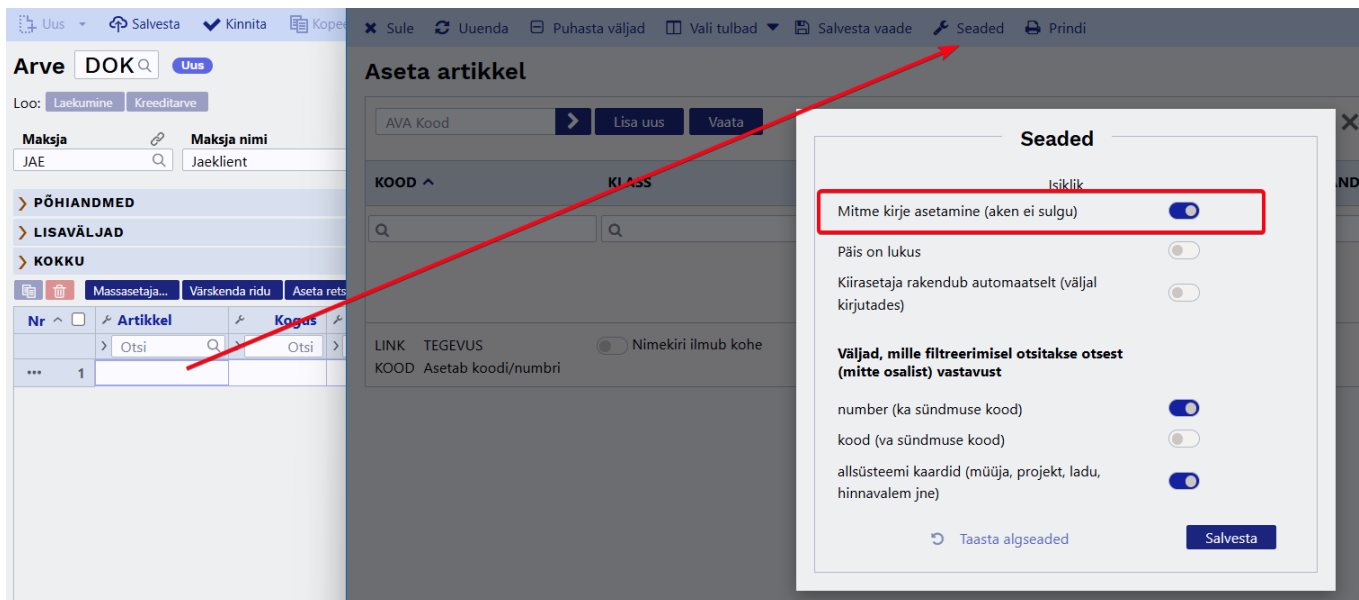 Uus
Salvesta
Kinnita
Arve DOK Uus
Loo: Laekumine Kreeditarve
Maksja
Maksja nimi
JAE
Jaeklient
PÕHIANDMED
LISAVÄLJAD
KOKKU
Massasetaja... Värskenda ridu
Nr Artikkel Kogus
Otsi Otsi
••• 1
Sule Uuenda Puhasta väljad Vali tulbad Salvesta vaade Seaded Prindi
Aseta artikkel
AVA Kood Lisa uus Vaata
KOOD KLASS
LINK TEGEVUS Nimekiri ilmub kohe
KOOD Asetab koodi/numbri
Seaded
Isiklik
Mitme kirje asetamine (aken ei sulgu)
Päis on lukus
Kiirasetaja rakendub automaatselt (väljal
kirjutades)
Väljad, mille filtreerimisel otsitakse otsest
(mitte osalist) vastavust
number (ka sündmuse kood)
kood (va sündmuse kood)
allsüsteemi kaardid (müüja, projekt, ladu,
hinnavalem jne)
Taasta algseaded Salvesta